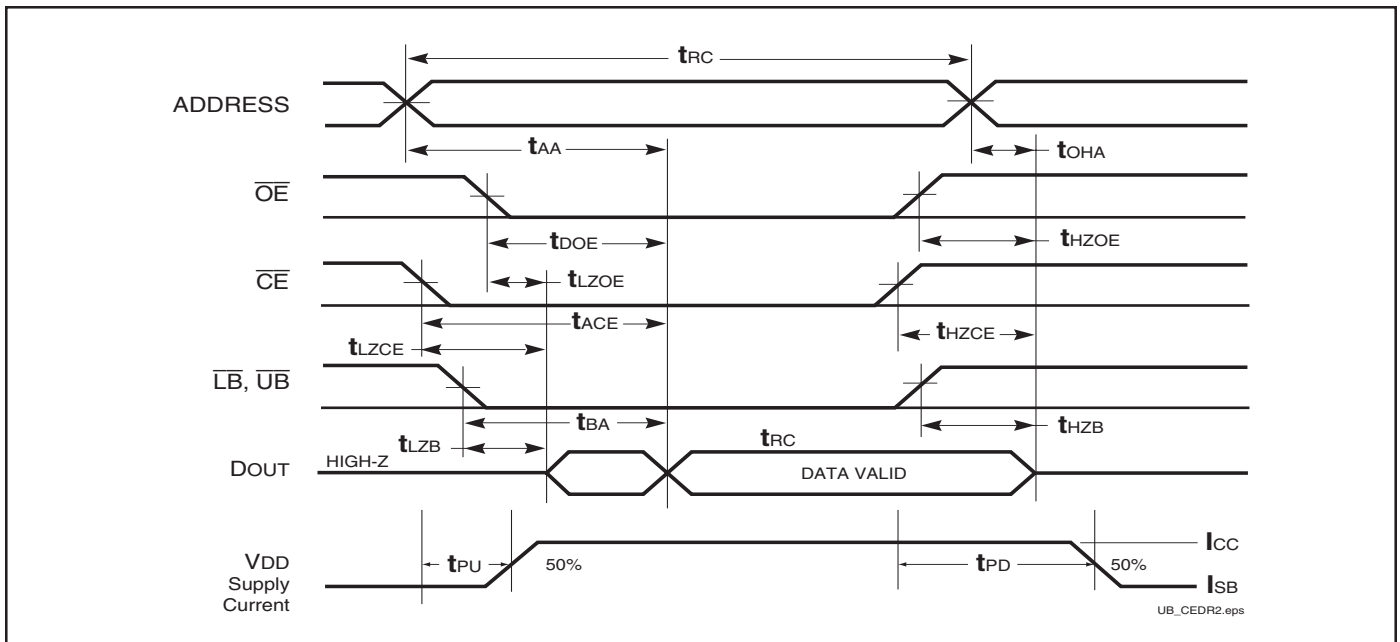 tRC
ADDRESS
tAA
tOHA
OE
tDOE
tHZOE
CE
tLZOE
tACE
tHZCE
tLZCE
LB, UB
tBA
tHZB
tLZB
tRC
DOUT
HIGH-Z
DATA VALID
ICC
VDD
Supply
Current
tPU
50%
tPD
50%
ISB
UB_CEDR2.eps